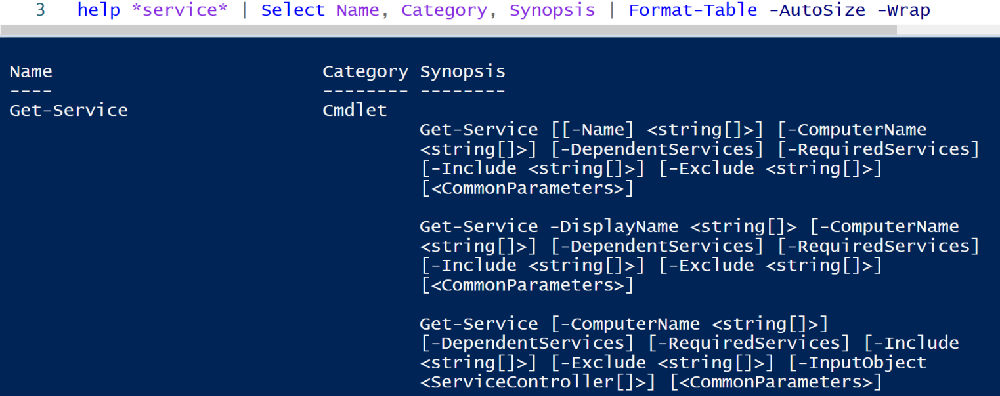 3 help *service* | Select Name, Category, Synopsis | Format-Table -AutoSize -Wrap
Name Category Synopsis
---- -------- --------
Get-Service Cmdlet
Get-Service [[-Name] <string[]>] [-ComputerName
<string[]>] [-DependentServices] [-RequiredServices]
[-Include <string[]>] [-Exclude <string[]>]
[<CommonParameters>]
Get-Service -DisplayName <string[]> [-ComputerName
<string[]>] [-DependentServices] [-RequiredServices]
[-Include <string[]>] [-Exclude <string[]>]
[<CommonParameters>]
Get-Service [-ComputerName <string[]>]
[-DependentServices] [-RequiredServices] [-Include
<string[]>] [-Exclude <string[]>] [-InputObject
<ServiceController[]>] [<CommonParameters>]